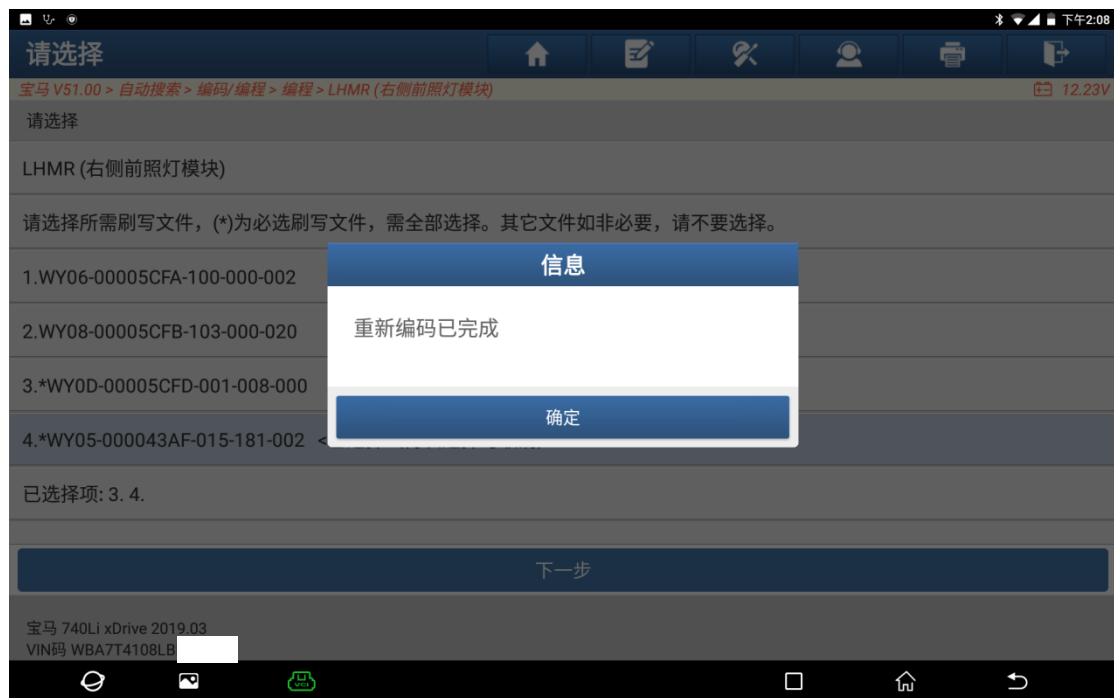 下午2:08
请选择
宝马 V51.00 > 自动搜索 > 编码/编程 > 编程 > LHMR (右侧前照灯模块)
12.23V
请选择
LHMR (右侧前照灯模块)
请选择所需刷写文件，(*)为必选刷写文件，需全部选择。其它文件如非必要，请不要选择。
1.WY06-00005CFA-100-000-002
2.WY08-00005CFB-103-000-020
3.*WY0D-00005CFD-001-008-000
4.*WY05-000043AF-015-181-002 <
信息
重新编码已完成
确定
已选择项: 3. 4.
下一步
宝马 740Li xDrive 2019.03
VIN码 WBA7T4108LB
VCI